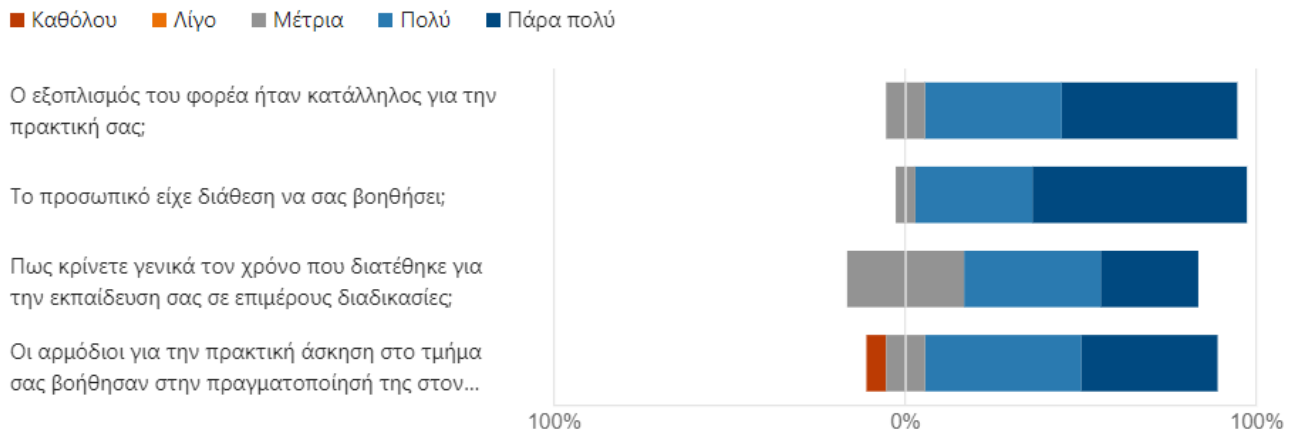 Καθόλου Λίγο Μέτρια Πολύ Πάρα πολύ
Ο εξοπλισμός του φορέα ήταν κατάλληλος για την
πρακτική σας;
Το προσωπικό είχε διάθεση να σας βοηθήσει;
Πως κρίνετε γενικά τον χρόνο που διατέθηκε για
την εκπαίδευση σας σε επιμέρους διαδικασίες;
Οι αρμόδιοι για την πρακτική άσκηση στο τμήμα
σας βοήθησαν στην πραγματοποίησή της στον...
100% 0% 100%